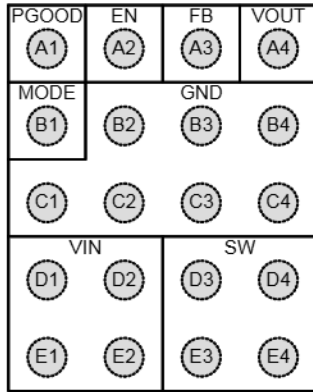 PGOOD EN FB VOUT
A1 A2 A3 A4
MODE GND
B1 B2 B3 B4
C1 C2 C3 C4
VIN SW
D1 D2 D3 D4
E1 E2 E3 E4